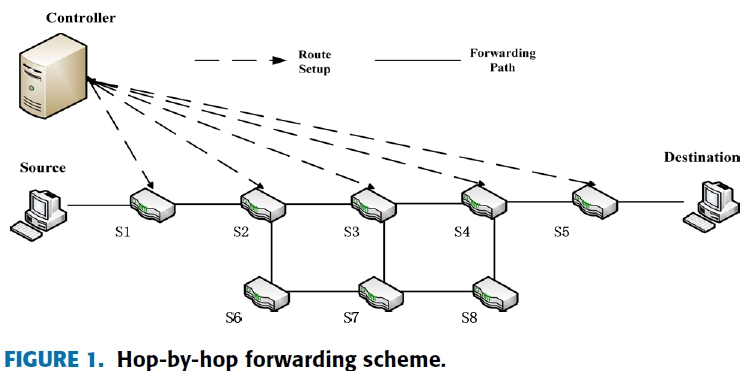 Controller
Route
Setup
Forwarding
Path
Source
Destination
S1
S2
S3
S4
S5
S6
S7
S8
FIGURE 1. Hop-by-hop forwarding scheme.